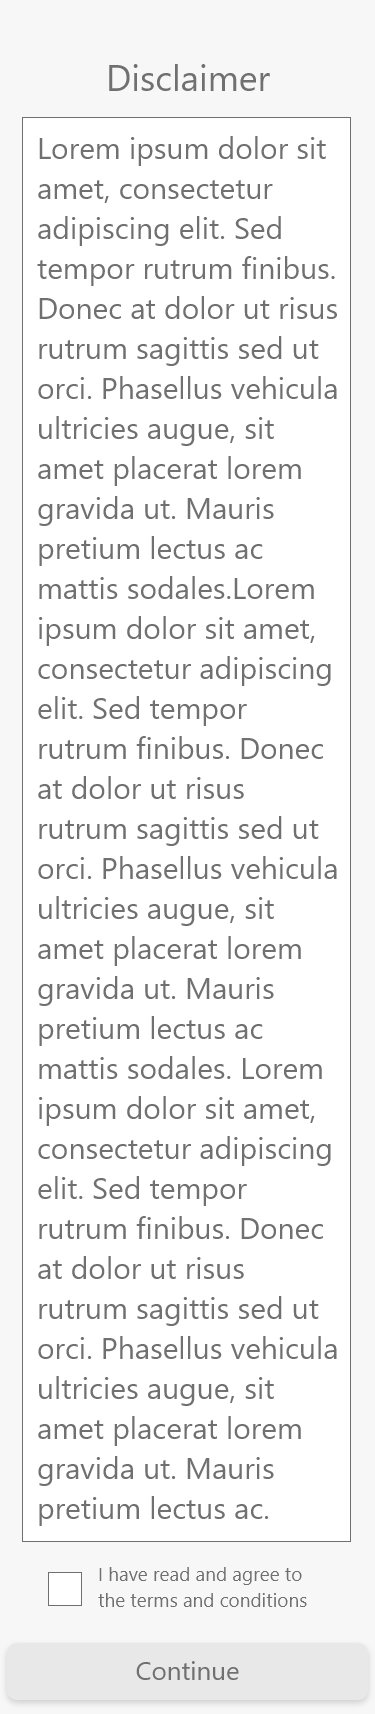 Disclaimer
Lorem ipsum dolor sit
amet, consectetur
adipiscing elit. Sed
tempor rutrum finibus.
Donec at dolor ut risus
rutrum sagittis sed ut
orci. Phasellus vehicula
ultricies augue, sit
amet placerat lorem
gravida ut. Mauris
pretium lectus ac
mattis sodales.Lorem
ipsum dolor sit amet,
consectetur adipiscing
elit. Sed tempor
rutrum finibus. Donec
at dolor ut risus
rutrum sagittis sed ut
orci. Phasellus vehicula
ultricies augue, sit
amet placerat lorem
gravida ut. Mauris
pretium lectus ac
mattis sodales. Lorem
ipsum dolor sit amet,
consectetur adipiscing
elit. Sed tempor
rutrum finibus. Donec
at dolor ut risus
rutrum sagittis sed ut
orci. Phasellus vehicula
ultricies augue, sit
amet placerat lorem
gravida ut. Mauris
pretium lectus ac.
I have read and agree to
the terms and conditions
Continue